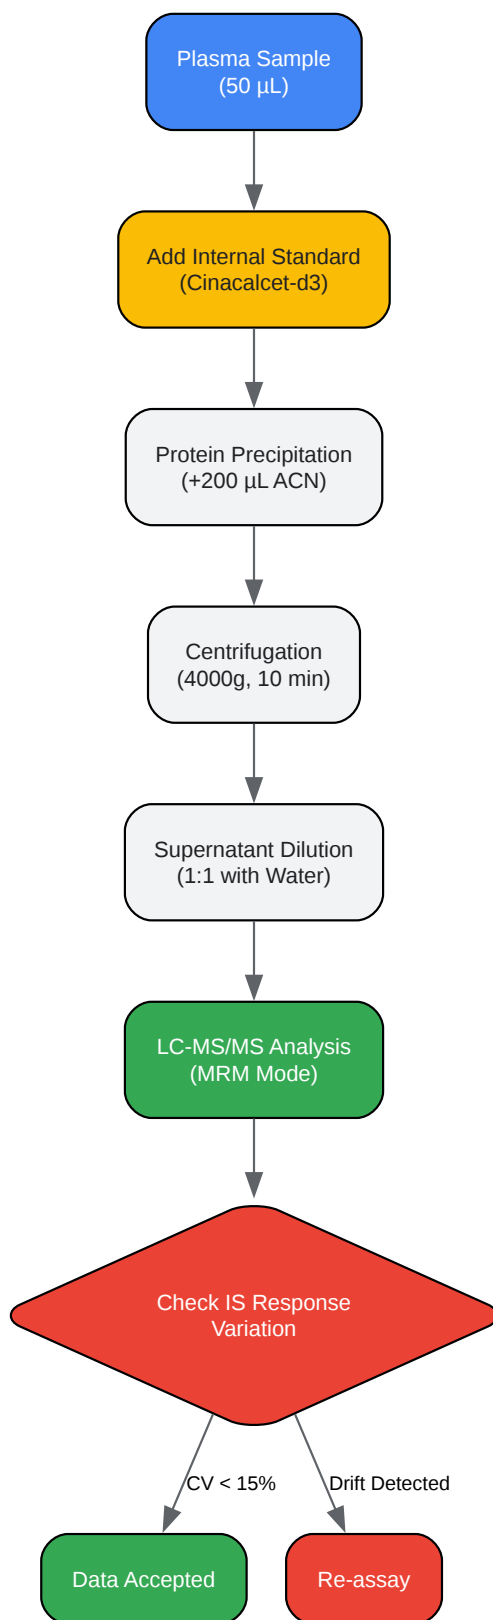 Plasma Sample
(50 µL)
Add Internal Standard
(Cinacalcet-d3)
Protein Precipitation
(+200 µL ACN)
Centrifugation
(4000g, 10 min)
Supernatant Dilution
(1:1 with Water)
LC-MS/MS Analysis
(MRM Mode)
Check IS Response
Variation
CV < 15%
Drift Detected
Data Accepted
Re-assay